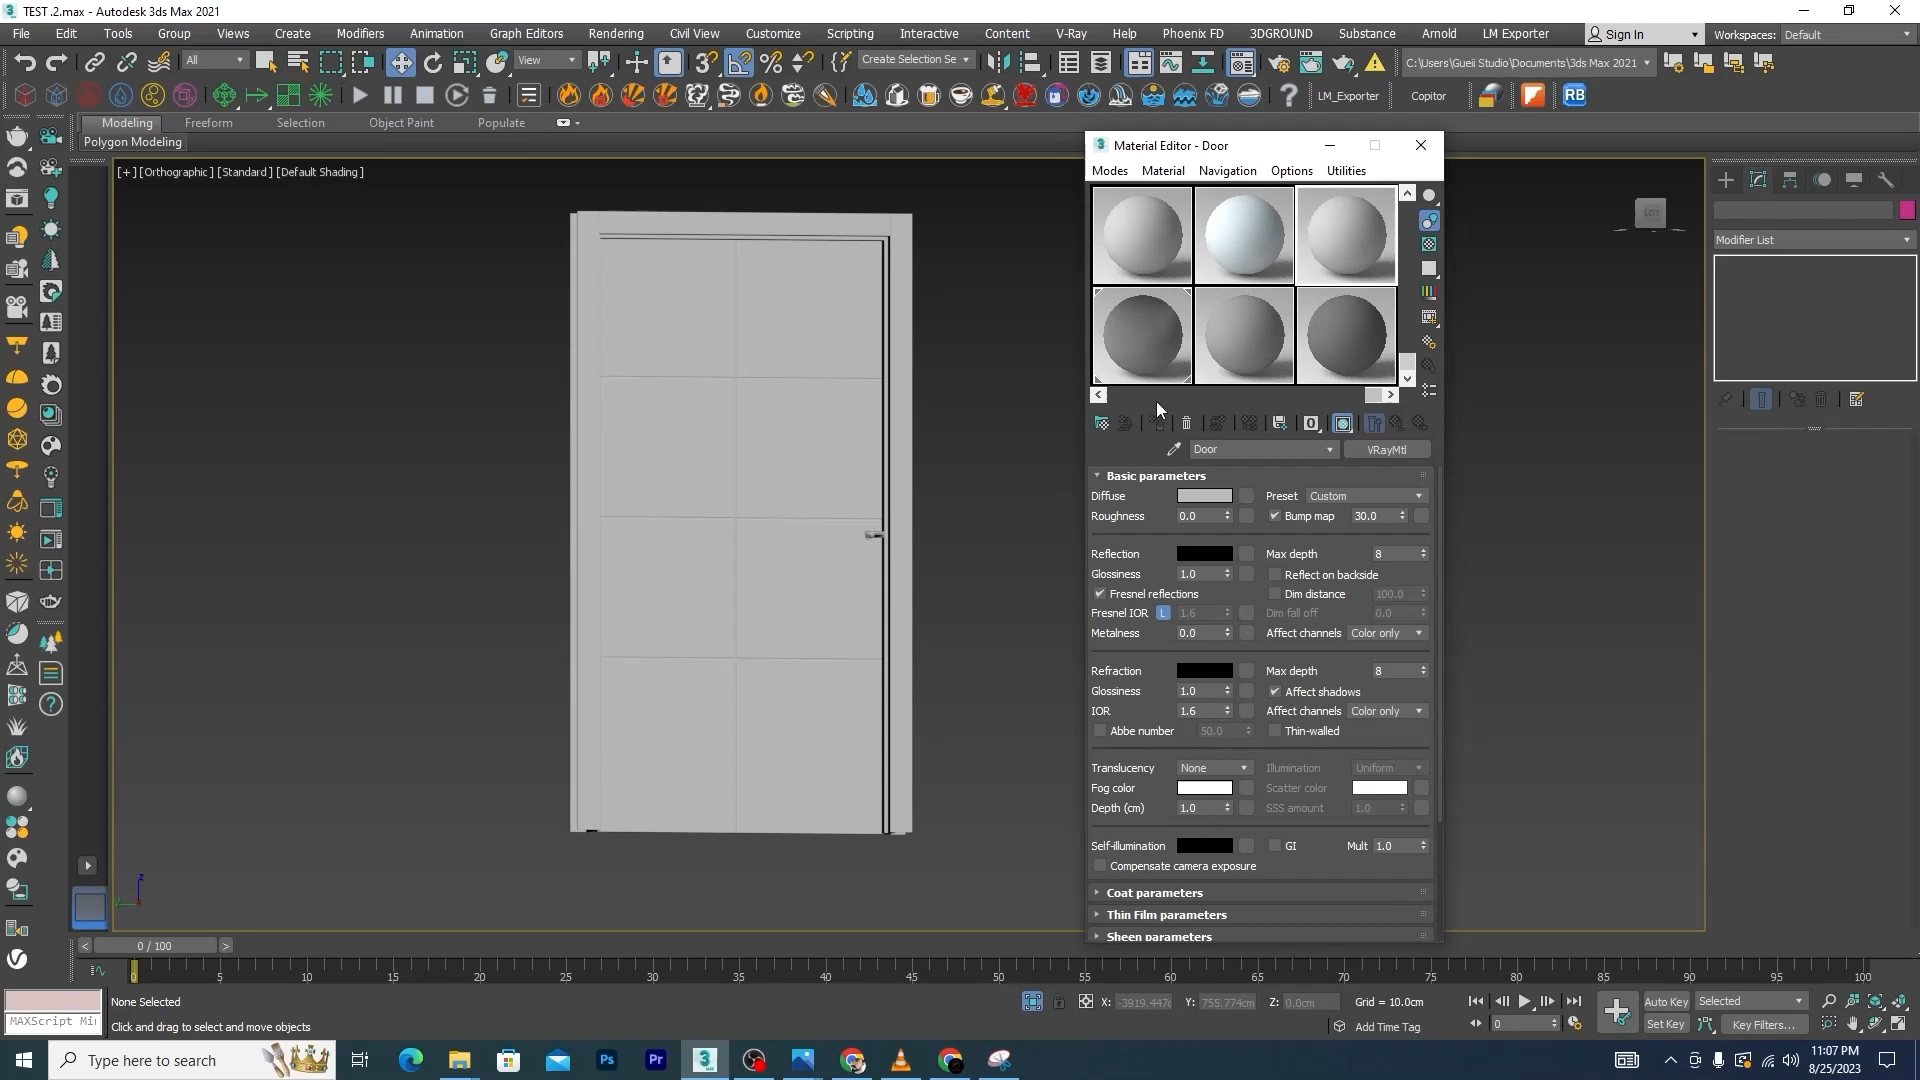 TEST .2.max - Autodesk 3ds Max 2021
File Edit Tools Group Views Create Modifiers Animation Graph Editors Rendering Civil View Customize Scripting Interactive Content V-Ray Help Phoenix FD 3DGROUND Substance Arnold LM Exporter Sign In Workspaces: Default
All View Create Selection Se C:\Users\Gueii Studio\Documents\3ds Max 2021
LM_Exporter Copitor RB
Modeling Freeform Selection Object Paint Populate
Polygon Modeling
[+] [Orthographic] [Standard] [Default Shading]
Material Editor - Door
Modes Material Navigation Options Utilities
Modifier List
Door VRayMtl
Basic parameters
Diffuse Preset Custom
Roughness 0.0 Bump map 30.0
Reflection Max depth 8
Glossiness 1.0 Reflect on backside
Fresnel reflections Dim distance 100.0
Fresnel IOR L 1.6 Dim fall off 0.0
Metalness 0.0 Affect channels Color only
Refraction Max depth 8
Glossiness 1.0 Affect shadows
IOR 1.6 Affect channels Color only
Abbe number 50.0 Thin-walled
Translucency None Illumination Uniform
Fog color Scatter color
Depth (cm) 1.0 SSS amount 1.0
Self-illumination GI Mult 1.0
Compensate camera exposure
Coat parameters
Thin Film parameters
Sheen parameters
z
0 / 100
0 5 10 15 20 25 30 35 40 45 50 55 60 65 70 75 80 85 90 95 100
None Selected X: -3919.447c Y: 755.774cm Z: 0.0cm Grid = 10.0cm Auto Key Selected
MAXScript Mi Click and drag to select and move objects Add Time Tag 0 Set Key Key Filters...
Type here to search Ps Pr 3 11:07 PM
8/25/2023